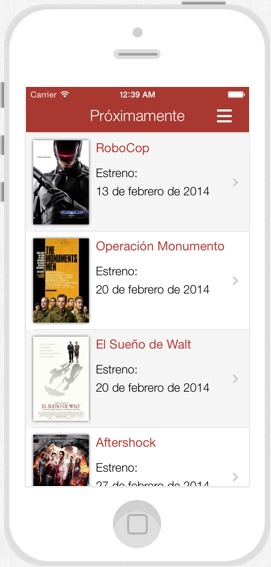 Carrier 12:39 AM
Próximamente
RoboCop
Estreno:
13 de febrero de 2014
THE
MONUMENTS
MEN
Operación Monumento
Estreno:
20 de febrero de 2014
EL SUEÑO DE WALT
El Sueño de Walt
Estreno:
20 de febrero de 2014
Aftershock
Estreno:
27 de febrero de 2014